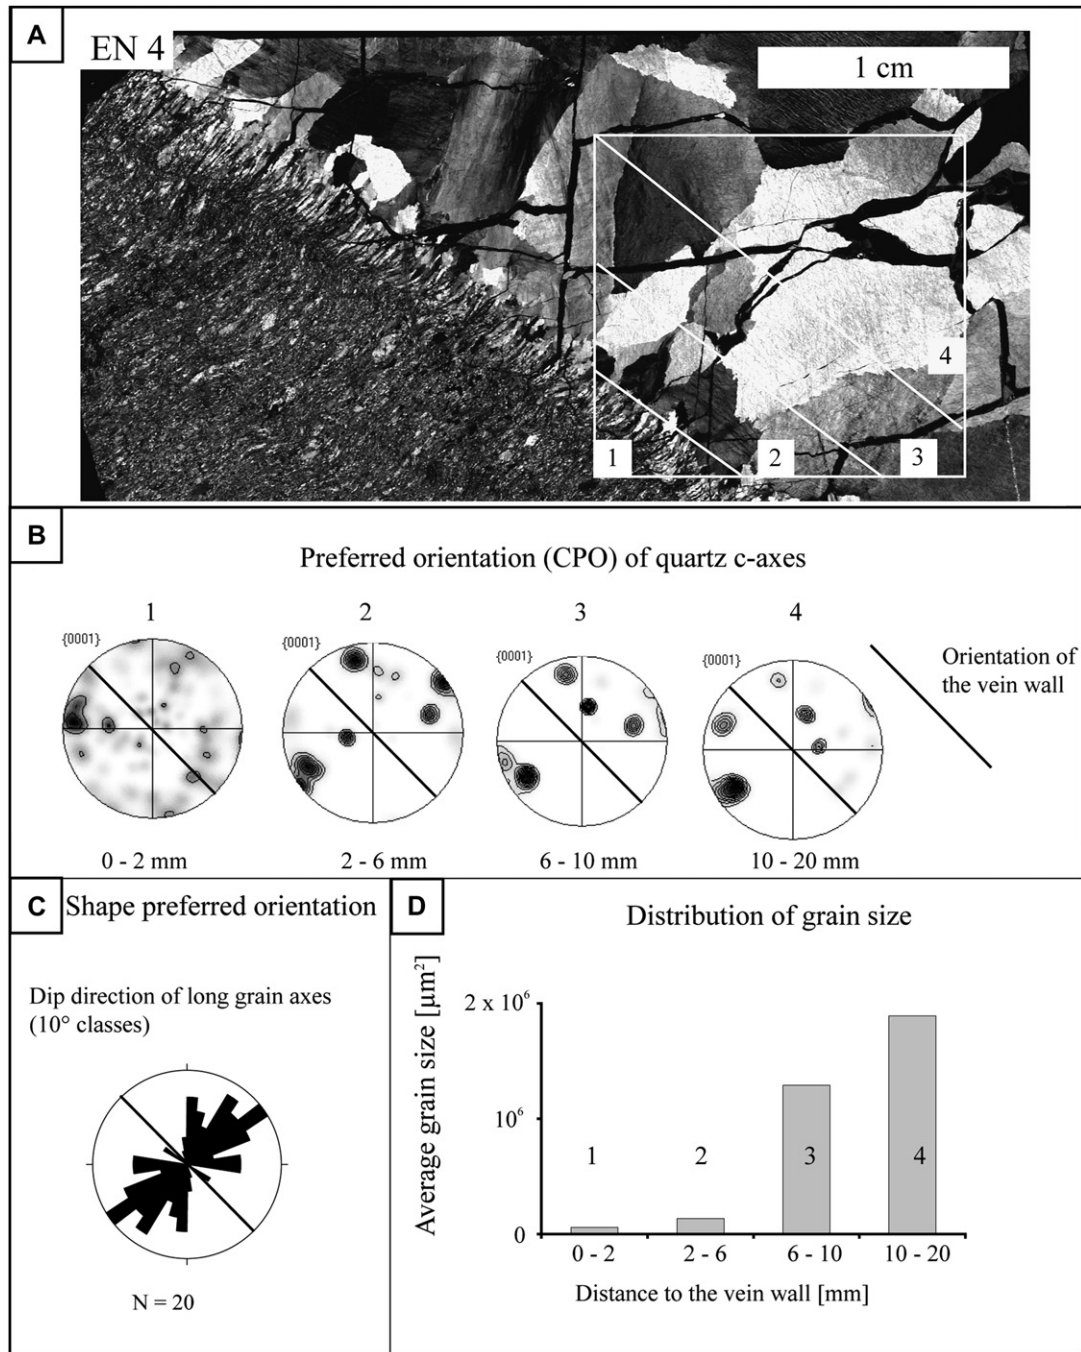 A
EN 4
1 cm
4
1
2
3
B
Preferred orientation (CPO) of quartz c-axes
1
2
3
4
{0001}
{0001}
{0001}
{0001}
Orientation of
the vein wall
0 - 2 mm
2 - 6 mm
6 - 10 mm
10 - 20 mm
C
Shape preferred orientation
Dip direction of long grain axes
(10° classes)
N = 20
D
Distribution of grain size
Average grain size [µm²]
2 x 10⁶
10⁶
0
1
2
3
4
0 - 2
2 - 6
6 - 10
10 - 20
Distance to the vein wall [mm]